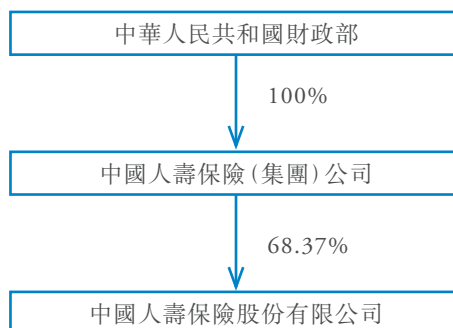 中華人民共和國財政部
100%
中國人壽保險(集團)公司
68.37%
中國人壽保險股份有限公司